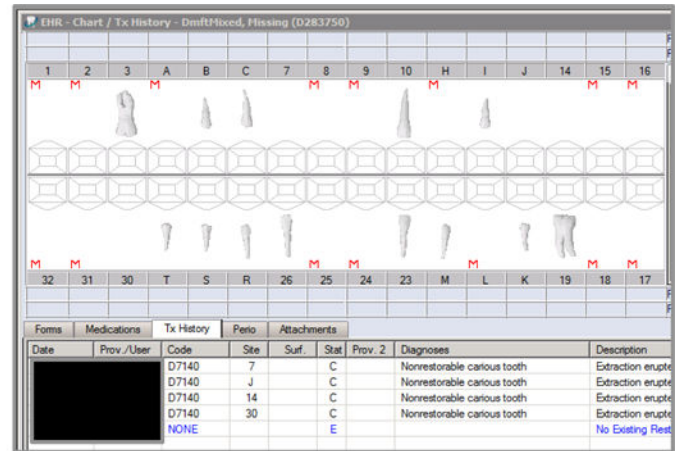 EHR - Chart / Tx History - DmftMixed, Missing (D283750)
1 2 3 A B C 7 8 9 10 H I J 14 15 16
M M M M M M M M
M M M M M M M
32 31 30 T S R 26 25 24 23 M L K 19 18 17
Forms Medications Tx History Perio Attachments
Date Prov./User Code Site Surf. Stat Prov. 2 Diagnoses Description
D7140 7 C Nonrestorable carious tooth Extraction erupte
D7140 J C Nonrestorable carious tooth Extraction erupte
D7140 14 C Nonrestorable carious tooth Extraction erupte
D7140 30 C Nonrestorable carious tooth Extraction erupte
NONE E No Existing Rest